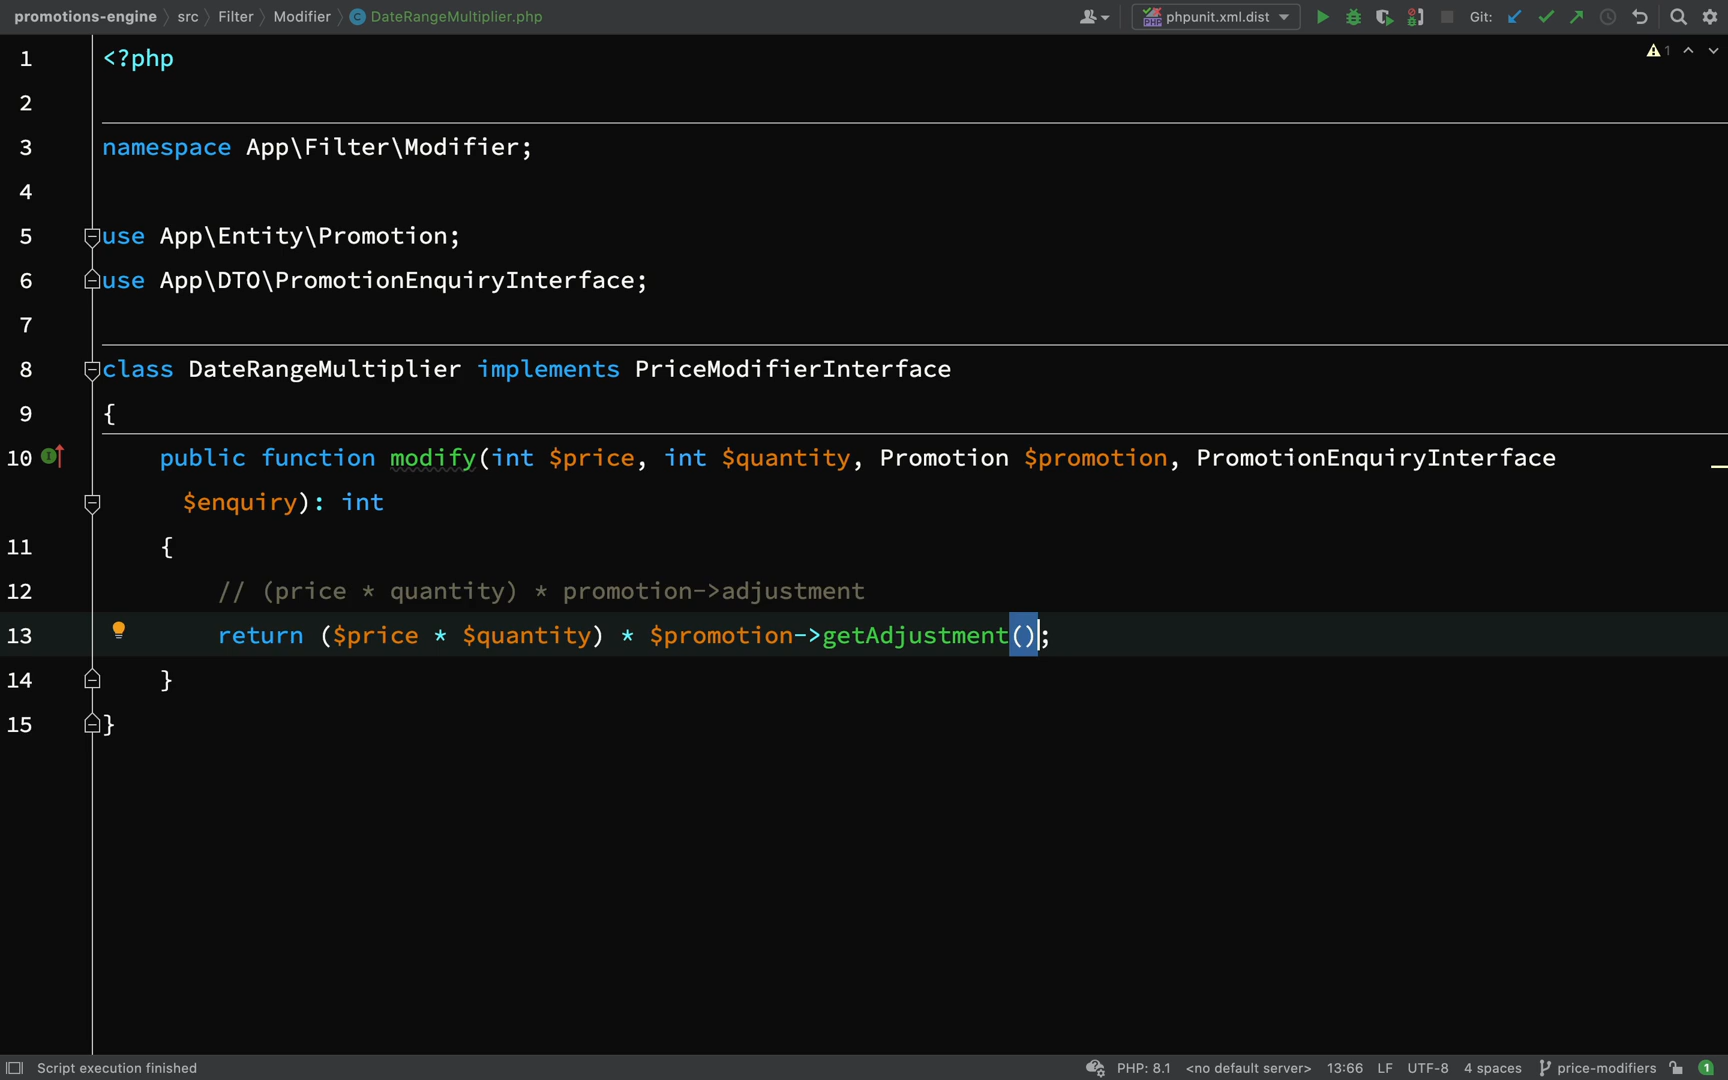 promotions-engine src Filter Modifier C DateRangeMultiplier.php phpunit.xml.dist Git:
1 <?php
1
2
3 namespace App\Filter\Modifier;
4
5 use App\Entity\Promotion;
6 use App\DTO\PromotionEnquiryInterface;
7
8 class DateRangeMultiplier implements PriceModifierInterface
9 {
10 public function modify(int $price, int $quantity, Promotion $promotion, PromotionEnquiryInterface
$enquiry): int
11 {
12 // (price * quantity) * promotion->adjustment
13 return ($price * $quantity) * $promotion->getAdjustment();
14 }
15 }
Script execution finished PHP: 8.1 <no default server> 13:66 LF UTF-8 4 spaces price-modifiers 1